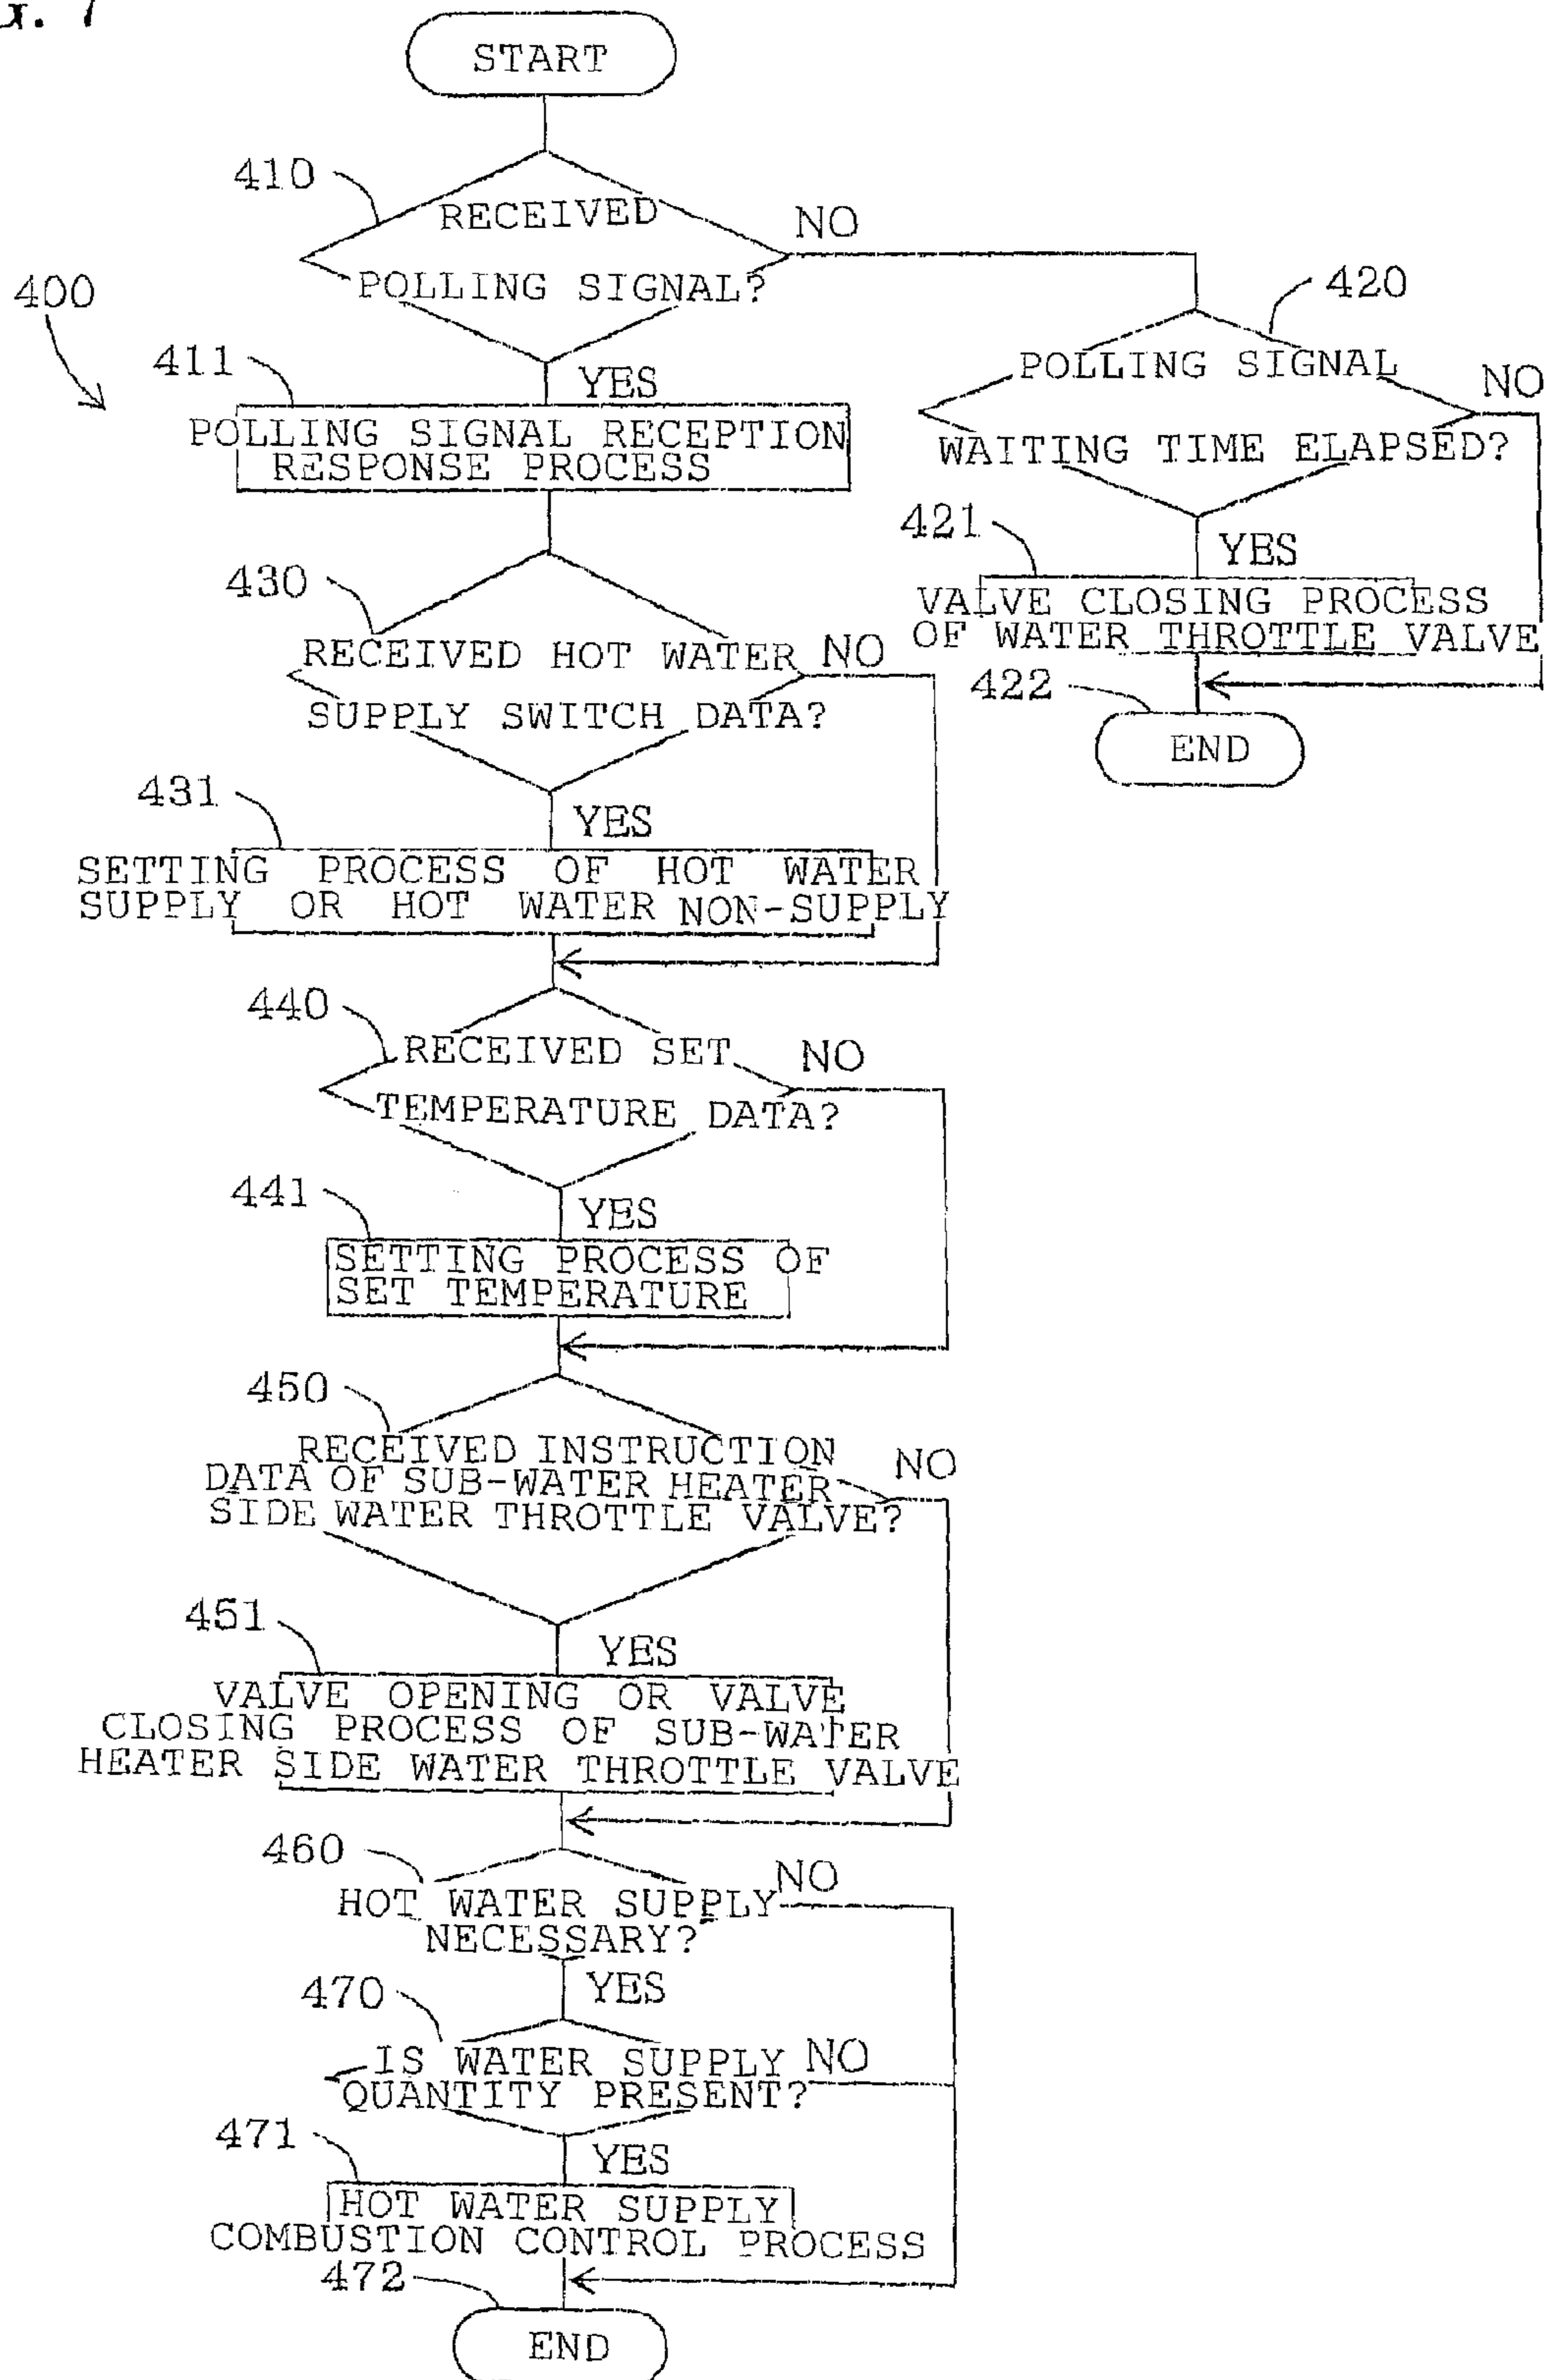 START
410
RECEIVED
POLLING SIGNAL?
NO
400
420
POLLING SIGNAL
WAITING TIME ELAPSED?
NO
411
YES
POLLING SIGNAL RECEPTION
RESPONSE PROCESS
421
YES
VALVE CLOSING PROCESS
OF WATER THROTTLE VALVE
422
END
430
RECEIVED HOT WATER
SUPPLY SWITCH DATA?
NO
431
YES
SETTING PROCESS OF HOT WATER
SUPPLY OR HOT WATER NON-SUPPLY
440
RECEIVED SET
TEMPERATURE DATA?
NO
441
YES
SETTING PROCESS OF
SET TEMPERATURE
450
RECEIVED INSTRUCTION
DATA OF SUB-WATER HEATER
SIDE WATER THROTTLE VALVE?
NO
451
YES
VALVE OPENING OR VALVE
CLOSING PROCESS OF SUB-WATER
HEATER SIDE WATER THROTTLE VALVE
460
HOT WATER SUPPLY
NECESSARY?
NO
470
YES
IS WATER SUPPLY
QUANTITY PRESENT?
NO
471
YES
HOT WATER SUPPLY
COMBUSTION CONTROL PROCESS
472
END